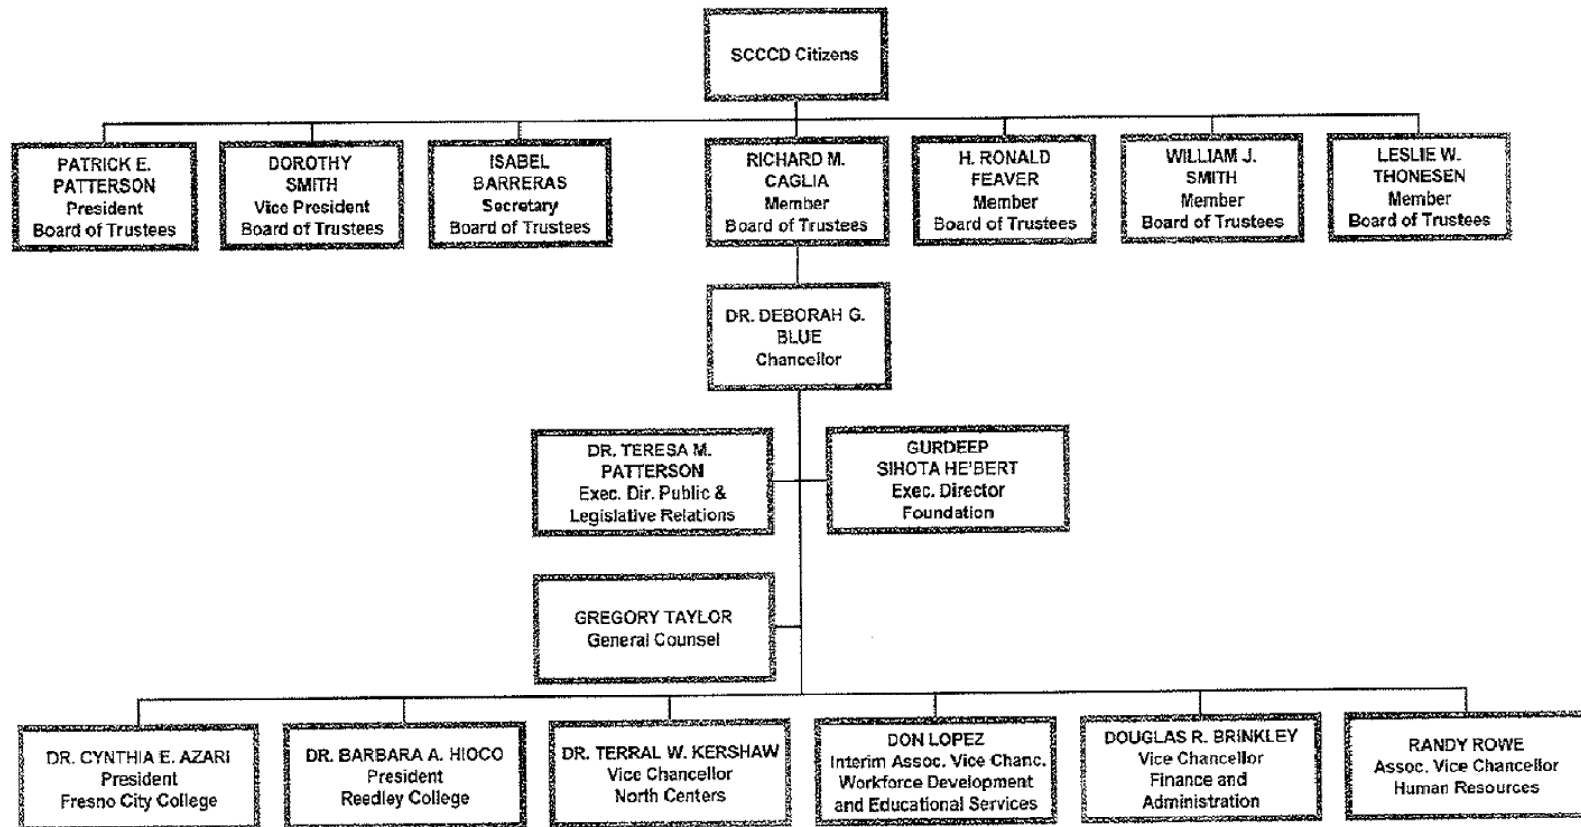 SCCCD Citizens
PATRICK E.
PATTERSON
President
Board of Trustees
DOROTHY
SMITH
Vice President
Board of Trustees
ISABEL
BARRERAS
Secretary
Board of Trustees
RICHARD M.
CAGLIA
Member
Board of Trustees
H. RONALD
FEAVER
Member
Board of Trustees
WILLIAM J.
SMITH
Member
Board of Trustees
LESLIE W.
THONESEN
Member
Board of Trustees
DR. DEBORAH G.
BLUE
Chancellor
DR. TERESA M.
PATTERSON
Exec. Dir. Public &
Legislative Relations
GURDEEP
SIHOTA HE'BERT
Exec. Director
Foundation
GREGORY TAYLOR
General Counsel
DR. CYNTHIA E. AZARI
President
Fresno City College
DR. BARBARA A. HIOCO
President
Reedley College
DR. TERRAL W. KERSHAW
Vice Chancellor
North Centers
DON LOPEZ
Interim Assoc. Vice Chanc.
Workforce Development
and Educational Services
DOUGLAS R. BRINKLEY
Vice Chancellor
Finance and
Administration
RANDY ROWE
Assoc. Vice Chancellor
Human Resources